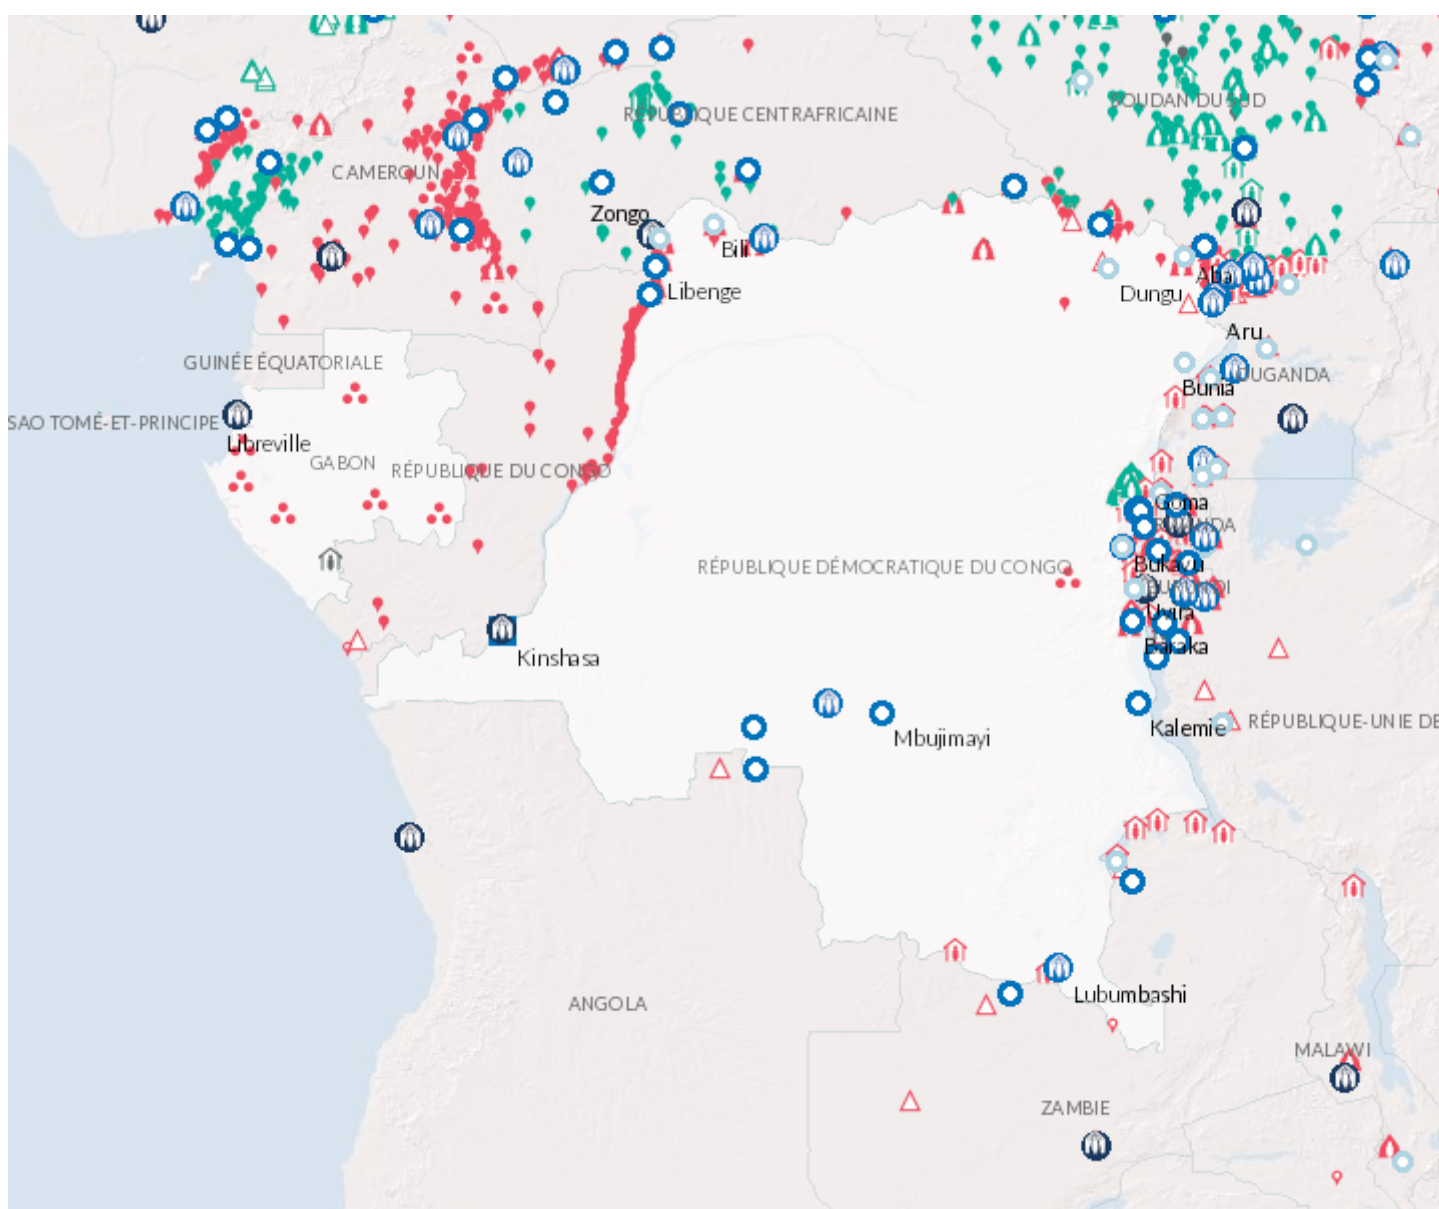 SOUDAN DU SUD
RÉPUBLIQUE CENTRAFRICAINE
CAMEROUN
Zongo
Bili
Aba
Libenge
Dungu
Aru
GUINÉE ÉQUATORIALE
OUGANDA
Bunia
SAO TOMÉ-ET-PRINCIPE
Libreville
GABON
RÉPUBLIQUE DU CONGO
Goma
RWANDA
RÉPUBLIQUE DÉMOCRATIQUE DU CONGO
Bukavu
BURUNDI
Uvira
Baraka
Kinshasa
Kalemie
RÉPUBLIQUE-UNIE DE
Mbujimayi
Lubumbashi
ANGOLA
MALAWI
ZAMBIE